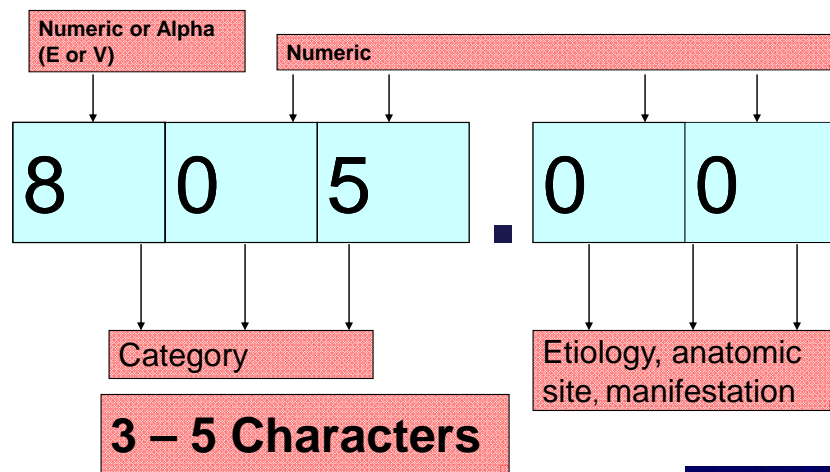 Numeric or Alpha
(E or V)
Numeric
8 0 5 . 0 0
Category
Etiology, anatomic
site, manifestation
3 – 5 Characters